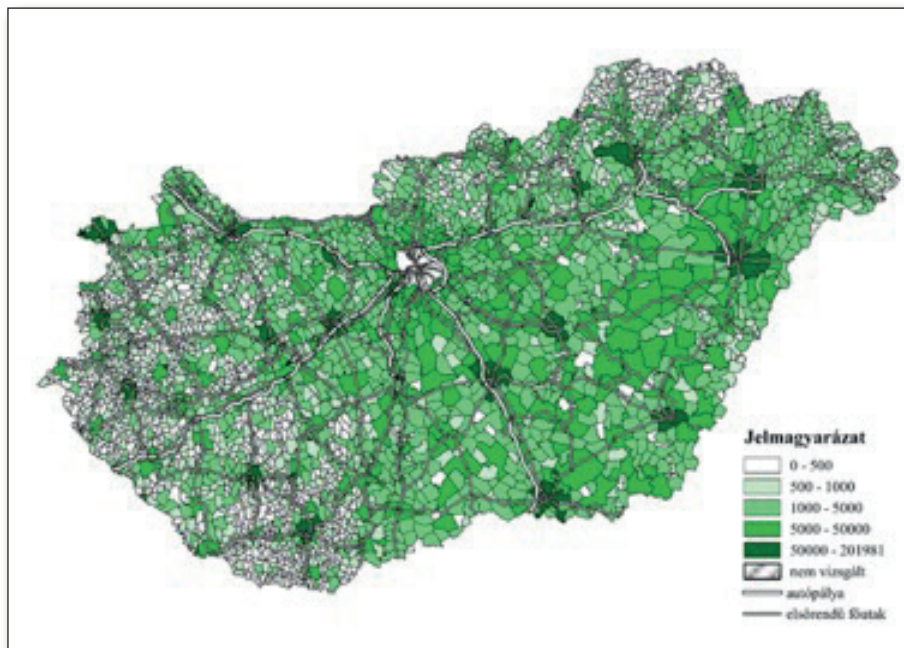 Jelmagyarázat
0 - 500
500 - 1000
1000 - 5000
5000 - 50000
50000 - 201981
nem vizsgált
autópálya
elsőrendű főutak